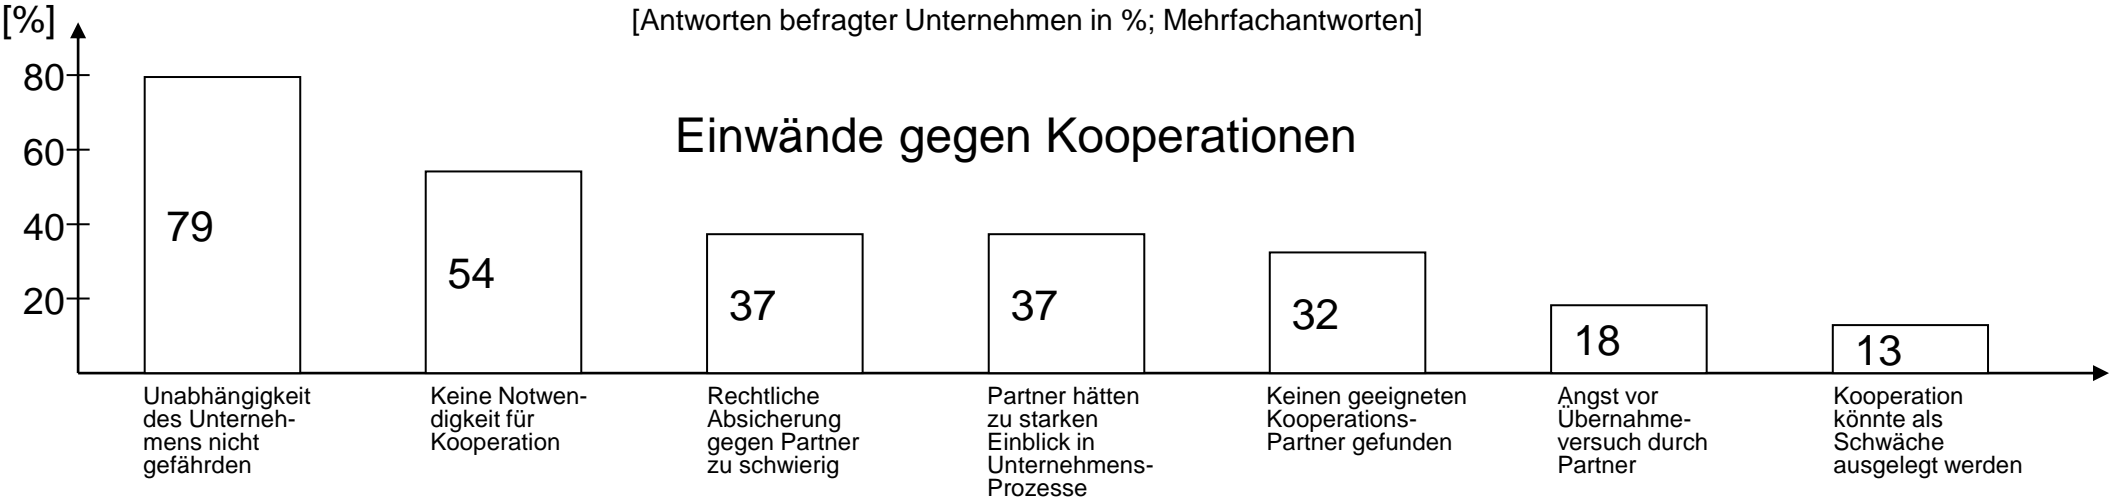 [%]
[Antworten befragter Unternehmen in %; Mehrfachantworten]
Einwände gegen Kooperationen
80
60
40
20
79
54
37
37
32
18
13
Unabhängigkeit
des Unterneh-
mens nicht
gefährden
Keine Notwen-
digkeit für
Kooperation
Rechtliche
Absicherung
gegen Partner
zu schwierig
Partner hätten
zu starken
Einblick in
Unternehmens-
Prozesse
Keinen geeigneten
Kooperations-
Partner gefunden
Angst vor
Übernahme-
versuch durch
Partner
Kooperation
könnte als
Schwäche
ausgelegt werden